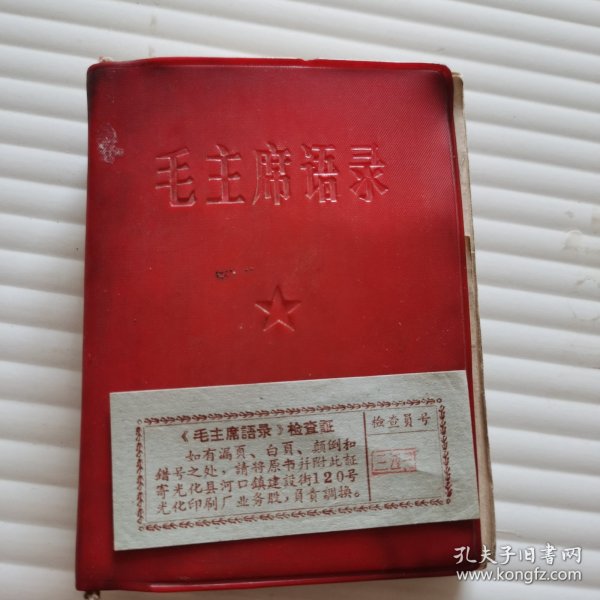 毛主席语录
《毛主席語录》检查証
检查員号
如有漏頁、白頁、顛倒和
錯号之处，請将原书并附此証
寄光化县河口鎮建設街120号
光化印刷厂业务股，負責調換。
孔夫子旧书网
www.kongfz.com